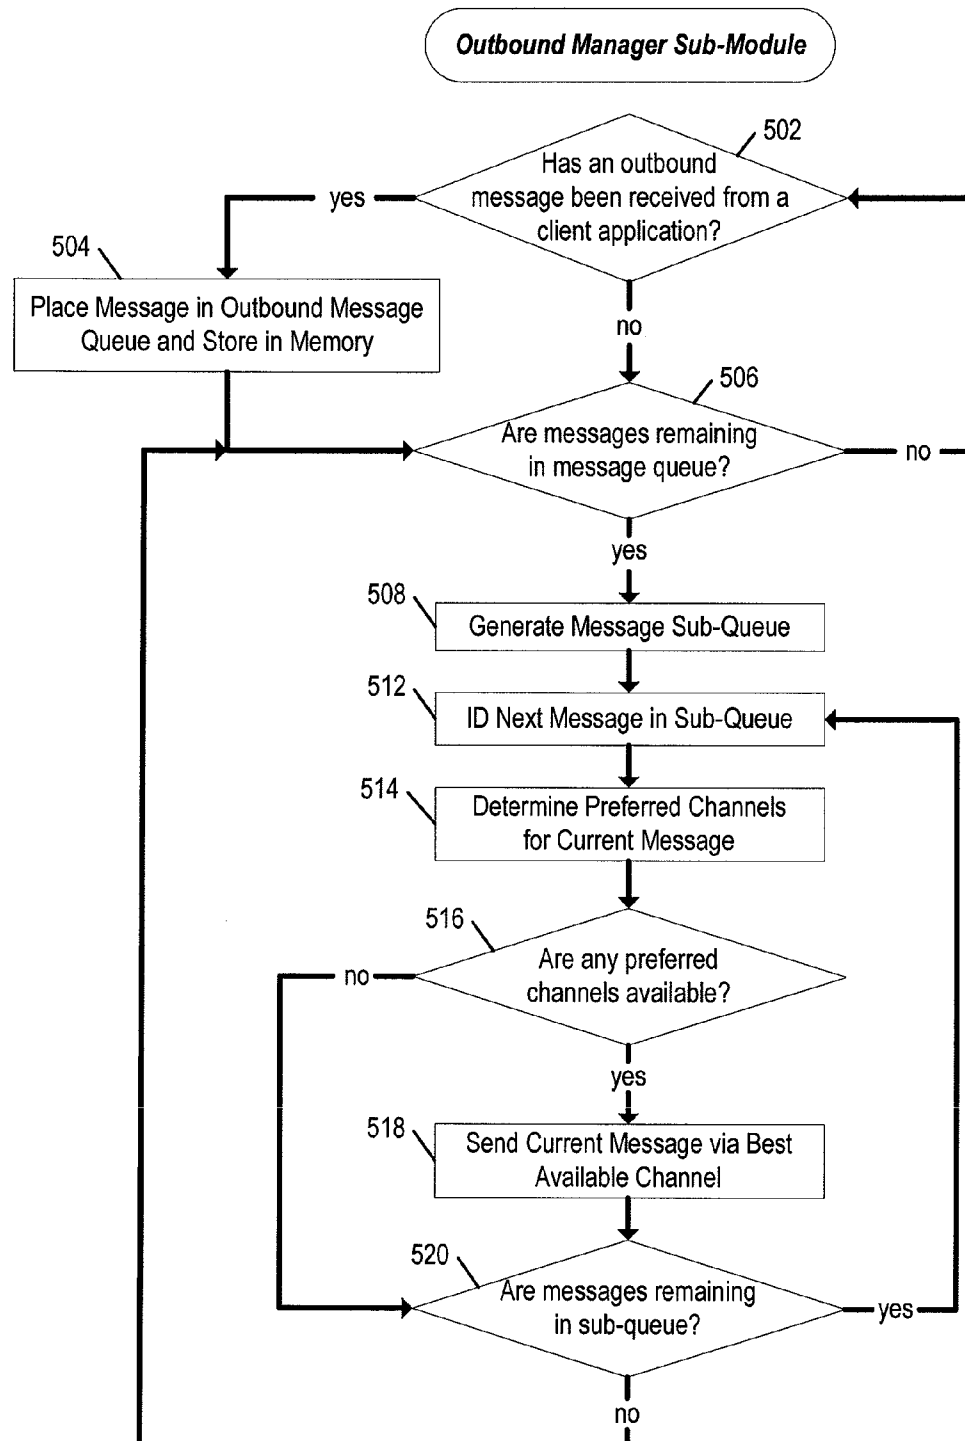 Outbound Manager Sub-Module
502
Has an outbound
message been received from a
client application?
yes
504
Place Message in Outbound Message
Queue and Store in Memory
no
506
Are messages remaining
in message queue?
no
yes
508
Generate Message Sub-Queue
512
ID Next Message in Sub-Queue
514
Determine Preferred Channels
for Current Message
516
Are any preferred
channels available?
no
yes
518
Send Current Message via Best
Available Channel
520
Are messages remaining
in sub-queue?
yes
no